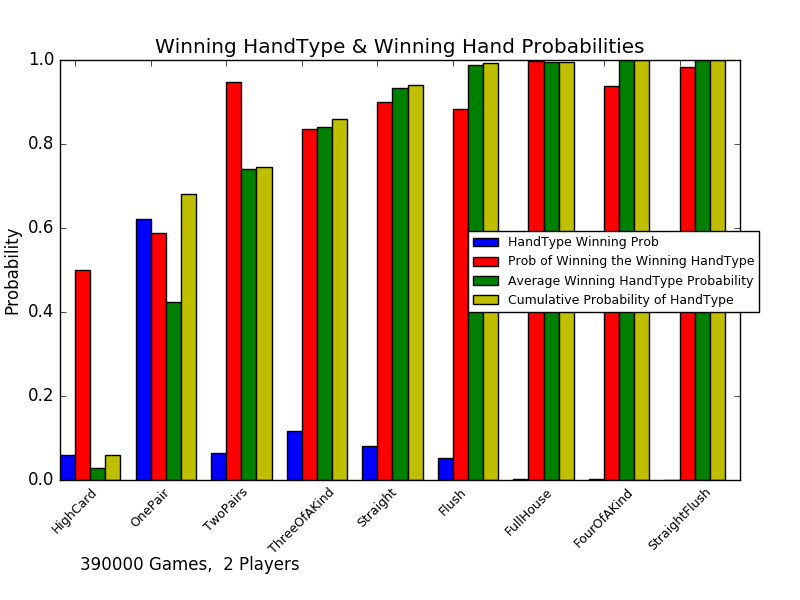 Winning HandType & Winning Hand Probabilities
1.0
0.8
0.6
0.4
0.2
0.0
Probability
HandType Winning Prob
Prob of Winning the Winning HandType
Average Winning HandType Probability
Cumulative Probability of HandType
HighCard
OnePair
TwoPairs
ThreeOfAKind
Straight
Flush
FullHouse
FourOfAKind
StraightFlush
390000 Games,  2 Players